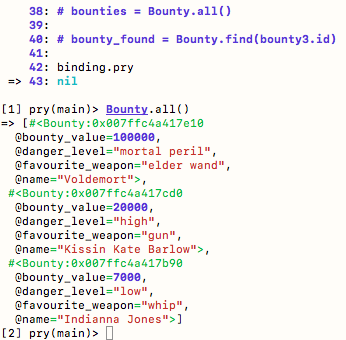 38: # bounties = Bounty.all()
39:
40: # bounty_found = Bounty.find(bounty3.id)
41:
42: binding.pry
=> 43: nil
[1] pry(main)> Bounty.all()
=> [#<Bounty:0x007ffc4a417e10
@bounty_value=100000,
@danger_level="mortal peril",
@favourite_weapon="elder wand",
@name="Voldemort">,
#<Bounty:0x007ffc4a417cd0
@bounty_value=20000,
@danger_level="high",
@favourite_weapon="gun",
@name="Kissin Kate Barlow">,
#<Bounty:0x007ffc4a417b90
@bounty_value=7000,
@danger_level="low",
@favourite_weapon="whip",
@name="Indianna Jones">]
[2] pry(main)>